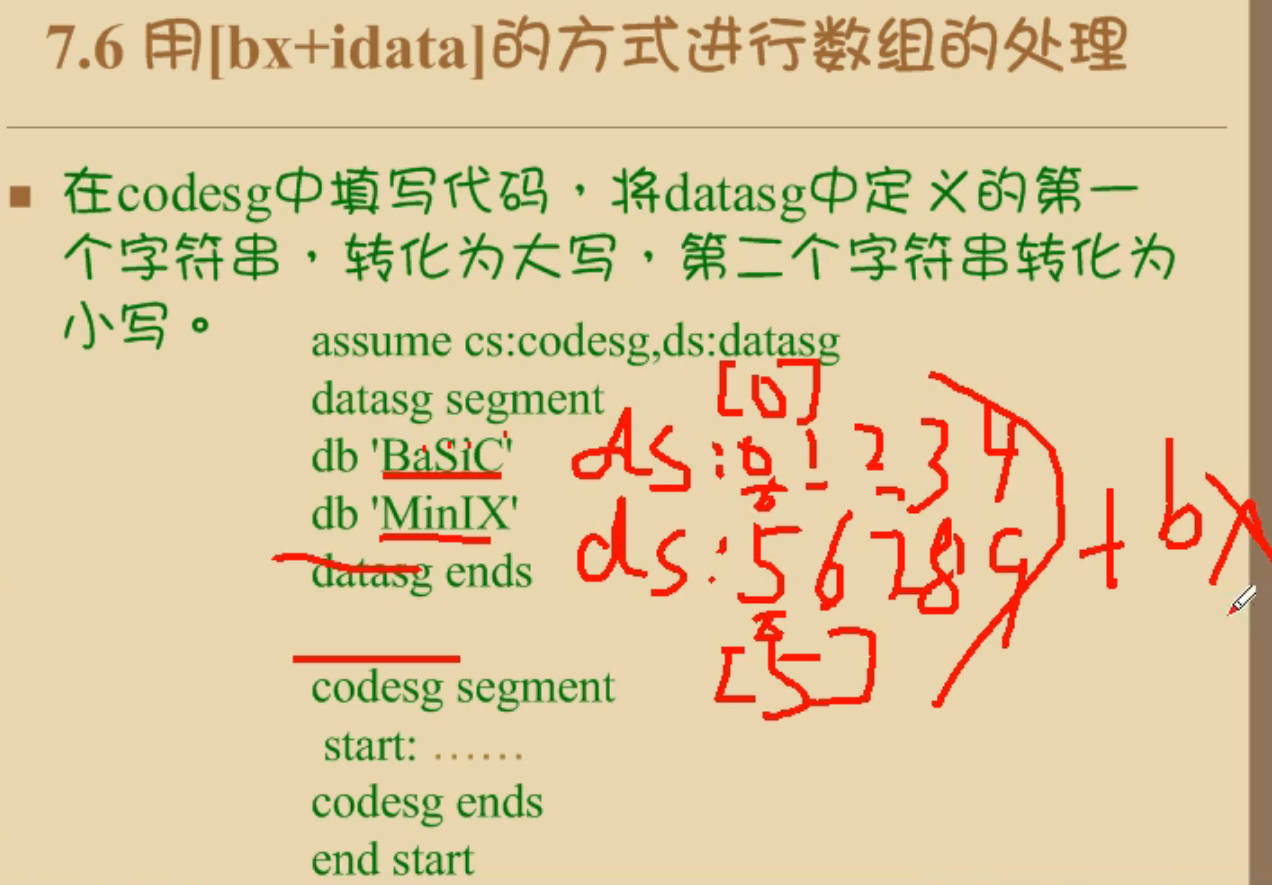 7.6 用[bx+idata]的方式进行数组的处理
■ 在codesg中填写代码，将datasg中定义的第一
个字符串，转化为大写，第二个字符串转化为
小写。
assume cs:codesg,ds:datasg
datasg segment
[0]
db 'BaSiC' ds:0 1 2 3 4
db 'MinIX' ds:5 6 7 8 9 + bx
datasg ends
[5]
codesg segment
start: ……
codesg ends
end start